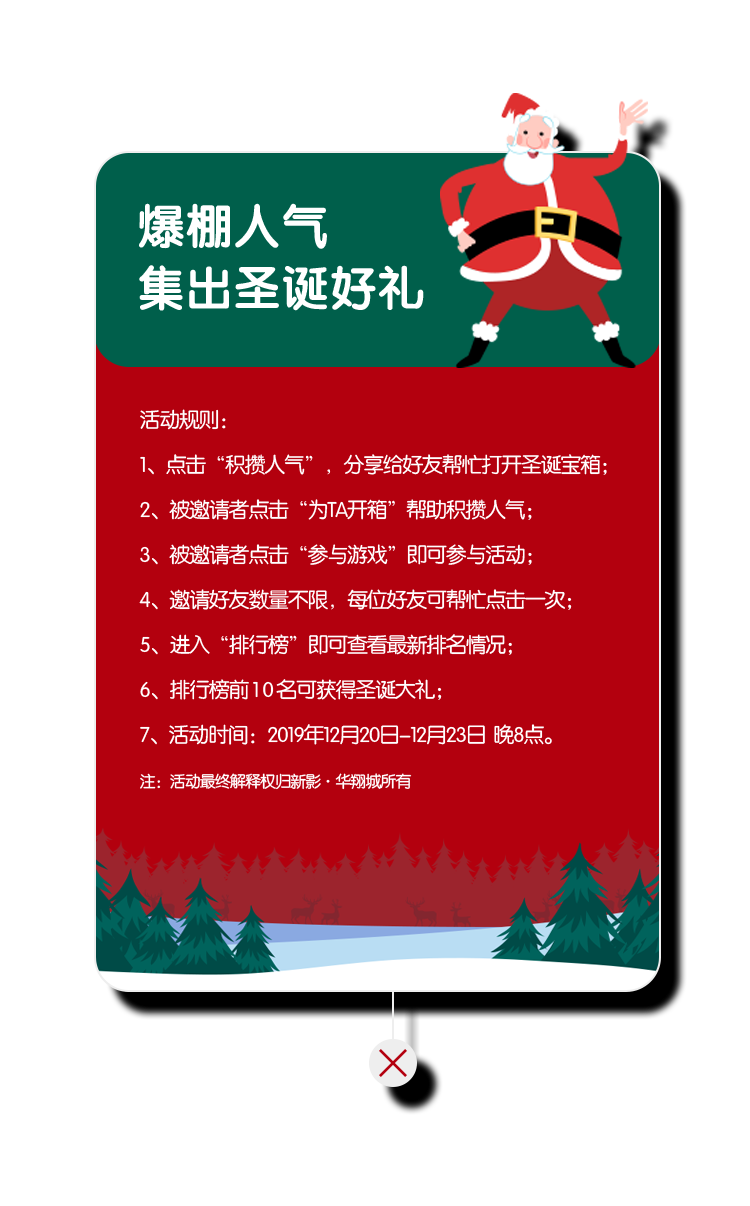 爆棚人气
集出圣诞好礼
活动规则：
1、点击“积攒人气”，分享给好友帮忙打开圣诞宝箱；
2、被邀请者点击“为TA开箱”帮助积攒人气；
3、被邀请者点击“参与游戏”即可参与活动；
4、邀请好友数量不限，每位好友可帮忙点击一次；
5、进入“排行榜”即可查看最新排名情况；
6、排行榜前10名可获得圣诞大礼；
7、活动时间：2019年12月20日-12月23日 晚8点。
注：活动最终解释权归新影·华翔城所有